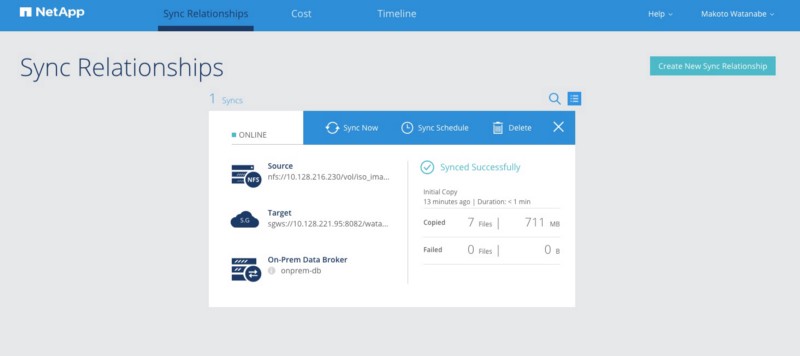 NetApp
Sync Relationships
Cost
Timeline
Help
Makoto Watanabe
Sync Relationships
Create New Sync Relationship
1 Syncs
ONLINE
Sync Now
Sync Schedule
Delete
Source
NFS
nfs://10.128.216.230/vol/iso_ima...
Target
S.G.
sgws://10.128.221.95:8082/wata...
On-Prem Data Broker
onprem-db
Synced Successfully
Initial Copy
13 minutes ago | Duration: < 1 min
Copied 7 Files | 711 MB
Failed 0 Files | 0 B